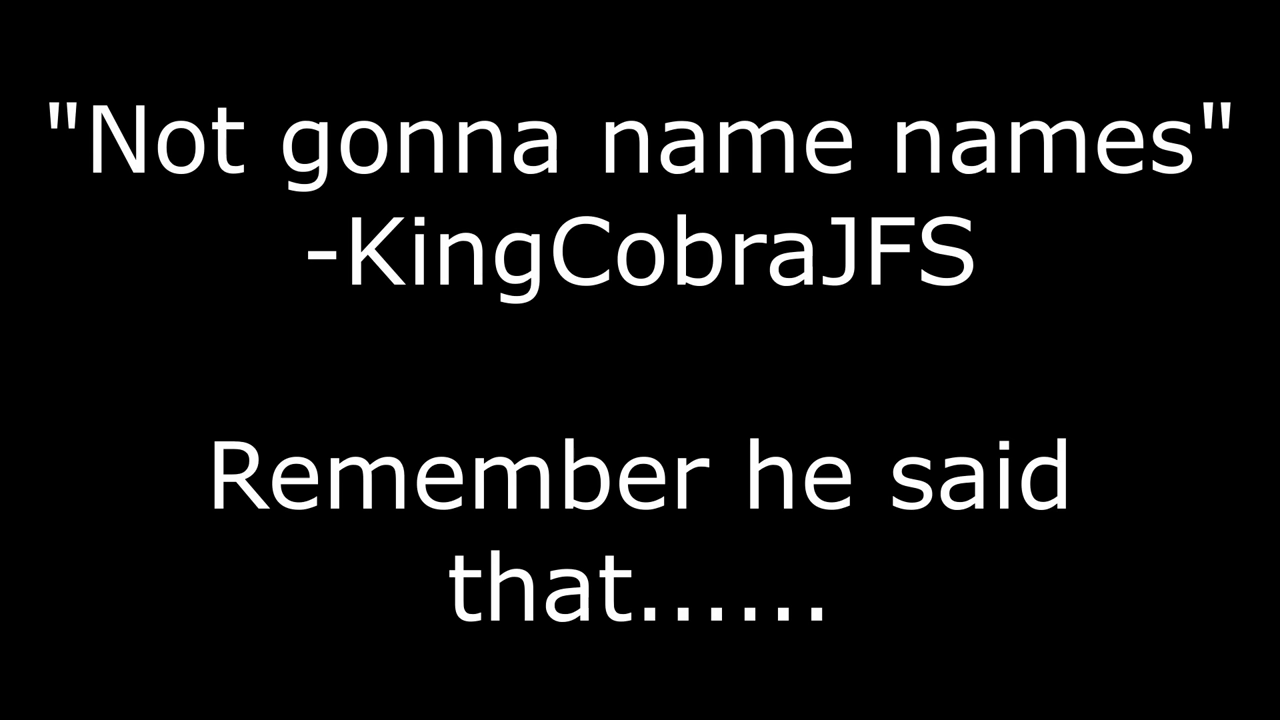 "Not gonna name names"
-KingCobraJFS
Remember he said
that......